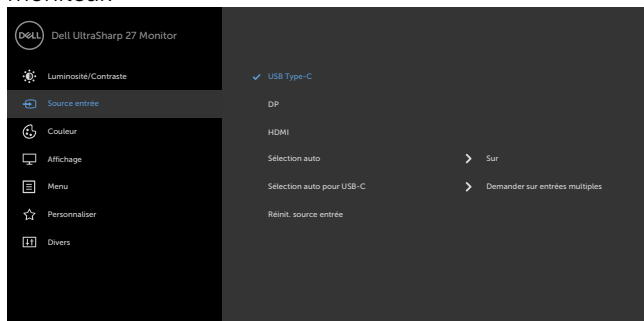 DELL
Dell UltraSharp 27 Monitor
Luminosité/Contraste
USB Type-C
Source entrée
DP
Couleur
HDMI
Affichage
Sélection auto
Sur
Menu
Sélection auto pour USB-C
Demander sur entrées multiples
Personnaliser
Réinit. source entrée
Divers